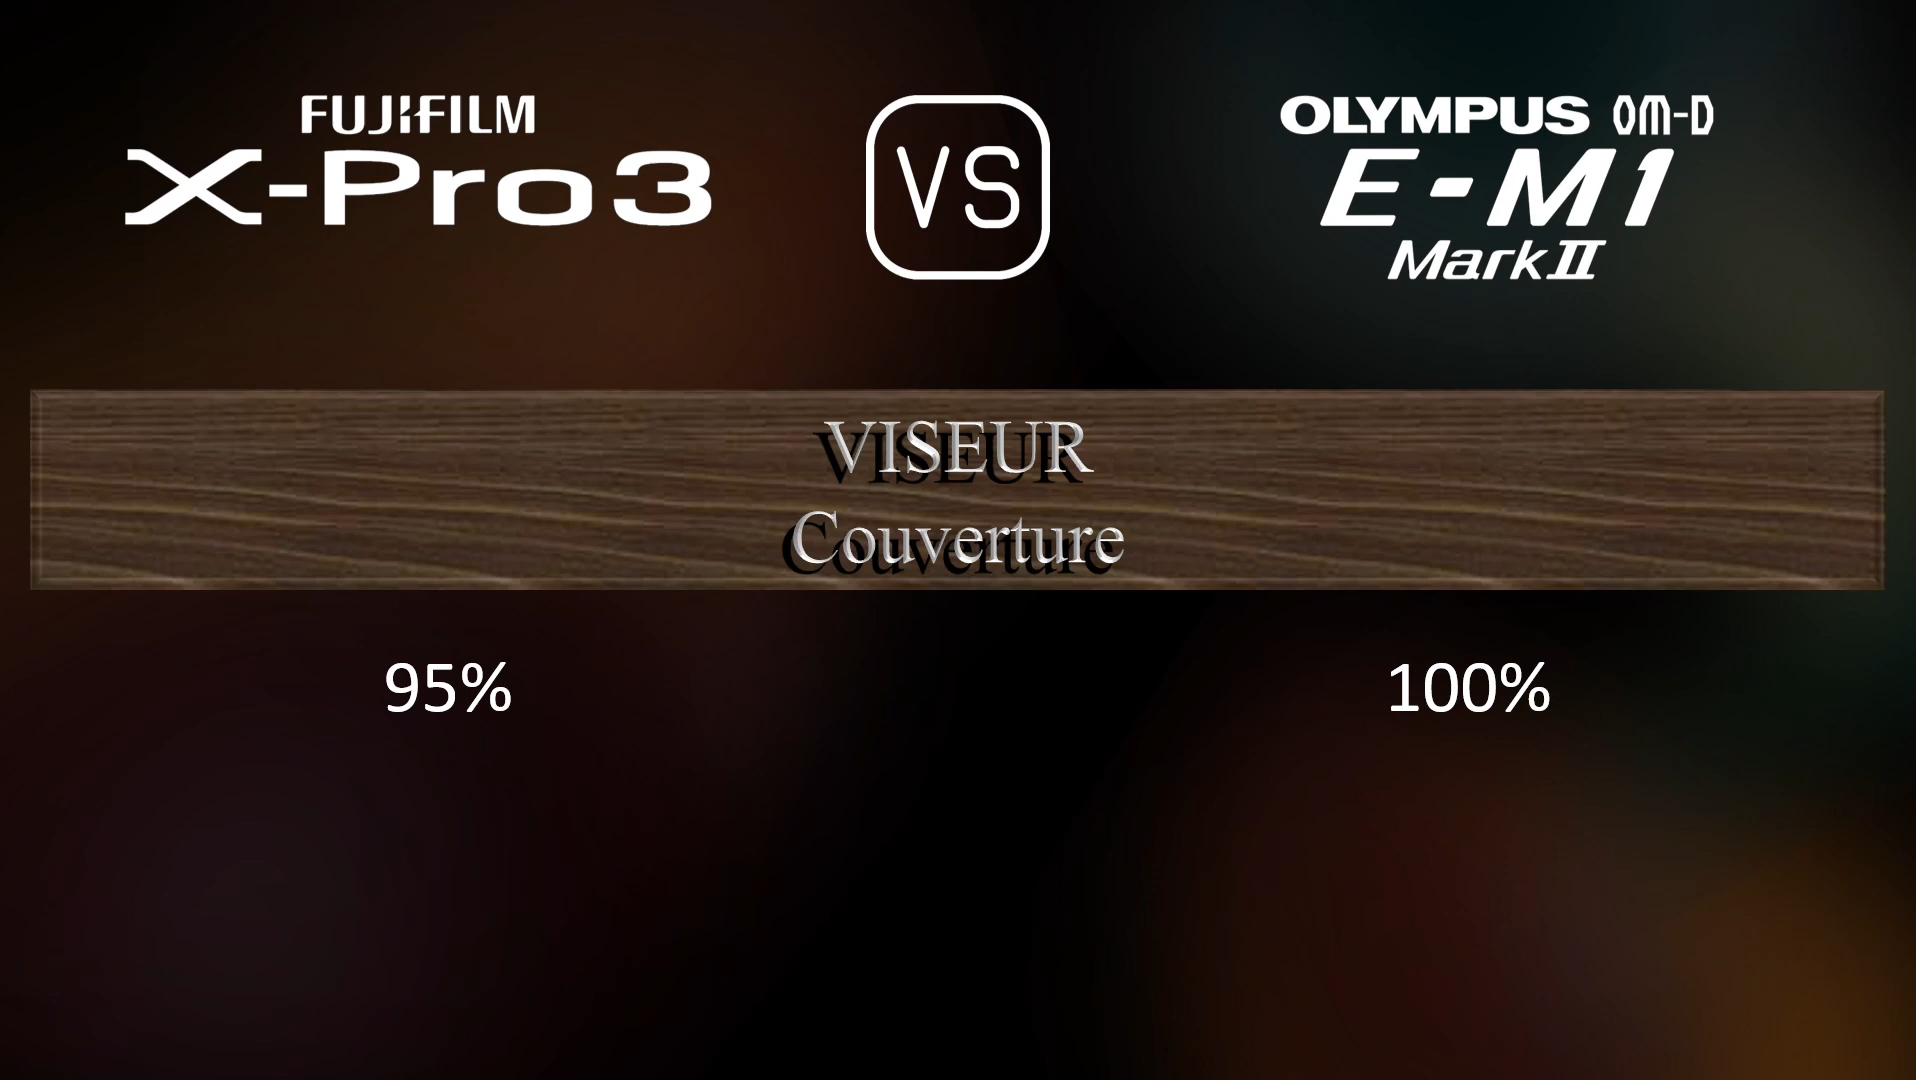 FUJIFILM
X-Pro3
VS
OLYMPUS OM-D
E-M1
Mark II
VISEUR
Couverture
95%
100%